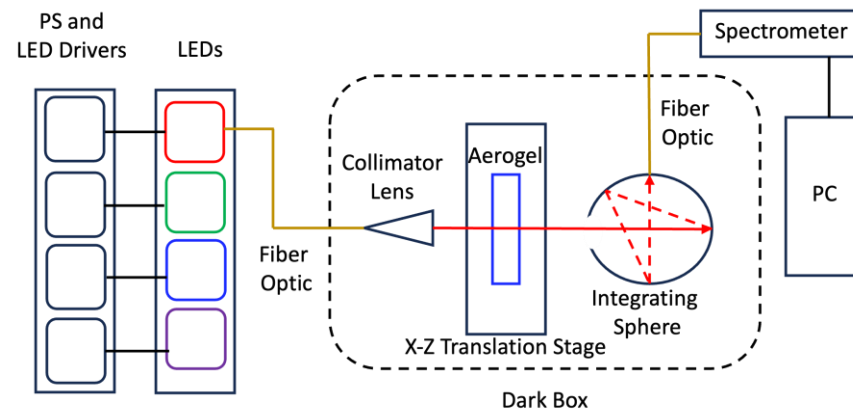 PS and
LED Drivers
LEDs
Spectrometer
Fiber
Optic
Collimator
Lens
Aerogel
PC
Fiber
Optic
Integrating
Sphere
X-Z Translation Stage
Dark Box